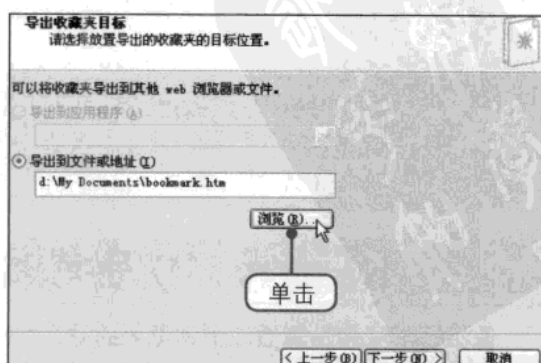 导出收藏夹目标
请选择放置导出的收藏夹的目标位置。
可以将收藏夹导出到其他 web 浏览器或文件。
导出到应用程序(A)
导出到文件或地址(I)
d:\My Documents\bookmark.htm
浏览(R)...
单击
< 上一步(B) 下一步(N) > 取消